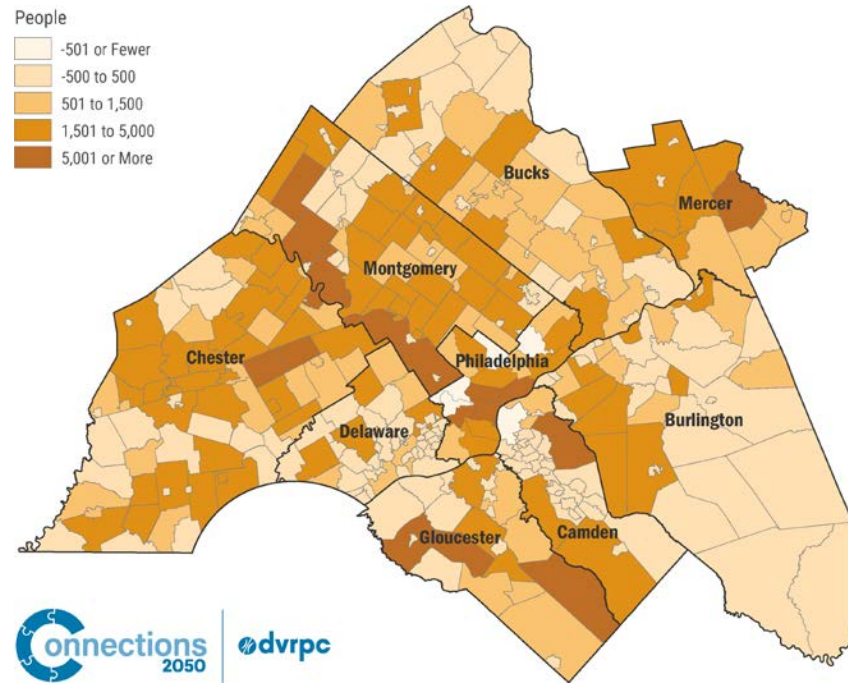 People
-501 or Fewer
-500 to 500
501 to 1,500
1,501 to 5,000
5,001 or More
Bucks
Mercer
Montgomery
Chester
Philadelphia
Delaware
Burlington
Gloucester
Camden
Connections
2050
dvrpc